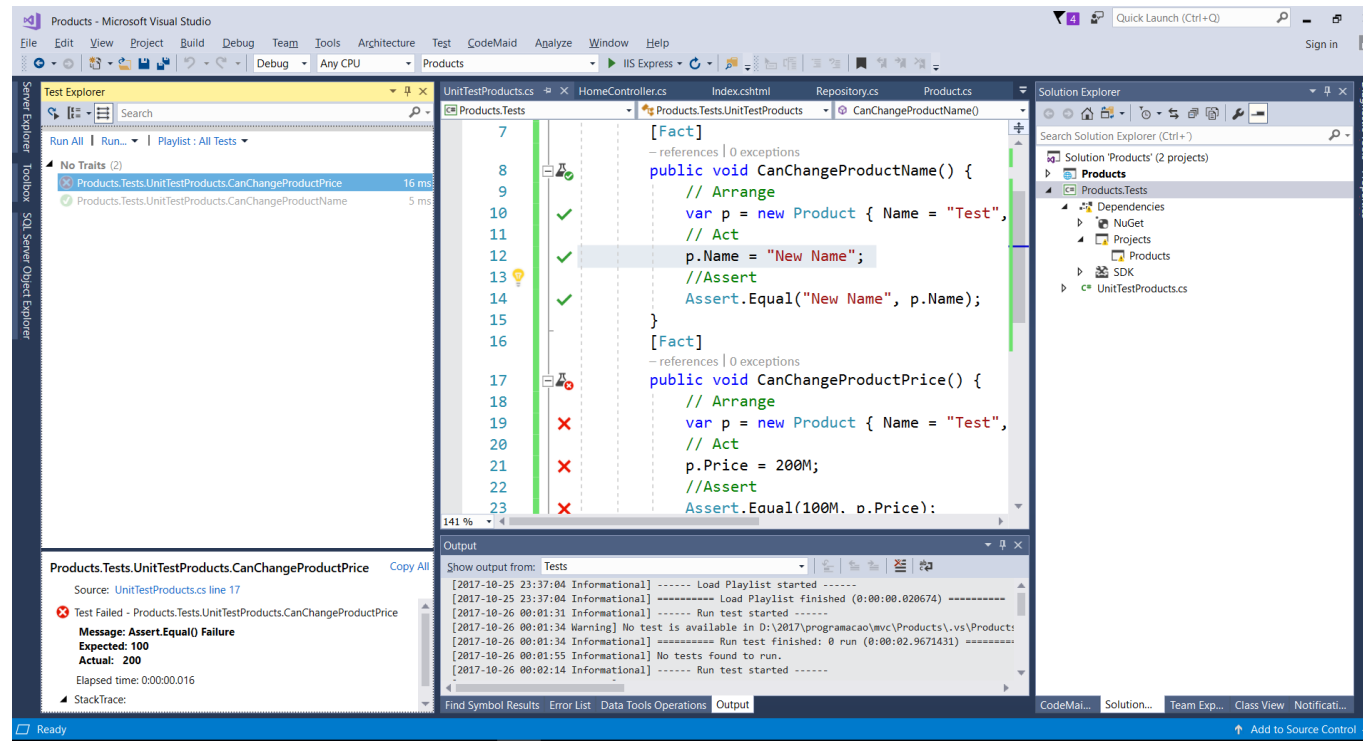 Products - Microsoft Visual Studio
4
Quick Launch (Ctrl+Q)
File Edit View Project Build Debug Team Tools Architecture Test CodeMaid Analyze Window Help
Sign in
Debug Any CPU Products IIS Express
Server Explorer
Toolbox
SQL Server Object Explorer
Test Explorer
Search
Run All | Run... | Playlist : All Tests
No Traits (2)
Products.Tests.UnitTestProducts.CanChangeProductPrice 16 ms
Products.Tests.UnitTestProducts.CanChangeProductName 5 ms
Products.Tests.UnitTestProducts.CanChangeProductPrice Copy All
Source: UnitTestProducts.cs line 17
Test Failed - Products.Tests.UnitTestProducts.CanChangeProductPrice
Message: Assert.Equal() Failure
Expected: 100
Actual: 200
Elapsed time: 0:00:00.016
StackTrace:
UnitTestProducts.cs HomeController.cs Index.cshtml Repository.cs Product.cs
Products.Tests Products.Tests.UnitTestProducts CanChangeProductName()
7 [Fact]
– references | 0 exceptions
8 public void CanChangeProductName() {
9 // Arrange
10 var p = new Product { Name = "Test",
11 // Act
12 p.Name = "New Name";
13 //Assert
14 Assert.Equal("New Name", p.Name);
15 }
16 [Fact]
– references | 0 exceptions
17 public void CanChangeProductPrice() {
18 // Arrange
19 var p = new Product { Name = "Test",
20 // Act
21 p.Price = 200M;
22 //Assert
23 Assert.Equal(100M, p.Price);
141 %
Output
Show output from: Tests
[2017-10-25 23:37:04 Informational] ------ Load Playlist started ------
[2017-10-25 23:37:04 Informational] ========== Load Playlist finished (0:00:00.020674) ==========
[2017-10-26 00:01:31 Informational] ------ Run test started ------
[2017-10-26 00:01:34 Warning] No test is available in D:\2017\programacao\mvc\Products\.vs\Products
[2017-10-26 00:01:34 Informational] ========== Run test finished: 0 run (0:00:02.9671431) ========
[2017-10-26 00:01:55 Informational] No tests found to run.
[2017-10-26 00:02:14 Informational] ------ Run test started ------
Find Symbol Results Error List Data Tools Operations Output
Solution Explorer
Search Solution Explorer (Ctrl+´)
Solution 'Products' (2 projects)
Products
Products.Tests
Dependencies
NuGet
Projects
Products
SDK
UnitTestProducts.cs
CodeMai... Solution... Team Exp... Class View Notificati...
Ready
Add to Source Control